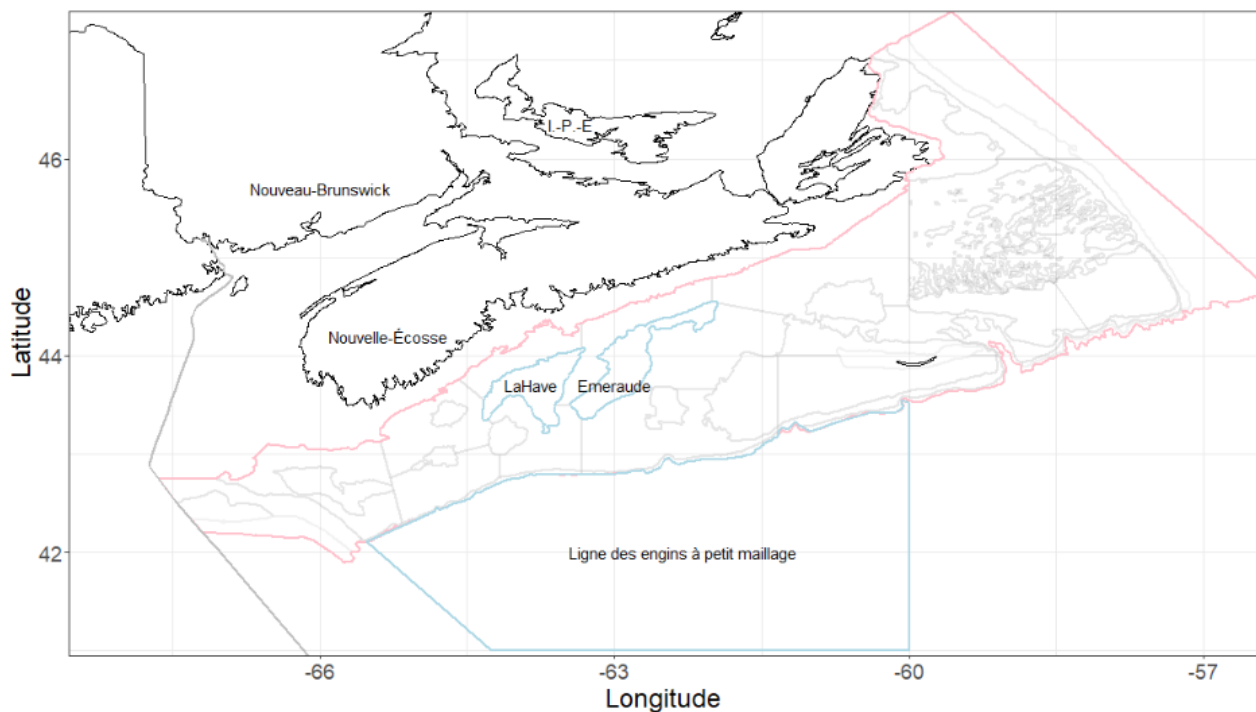 I.-P.-E
46
Nouveau-Brunswick
Latitude
Nouvelle-Écosse
44
LaHave
Emeraude
42
Ligne des engins à petit maillage
-66
-63
-60
-57
Longitude